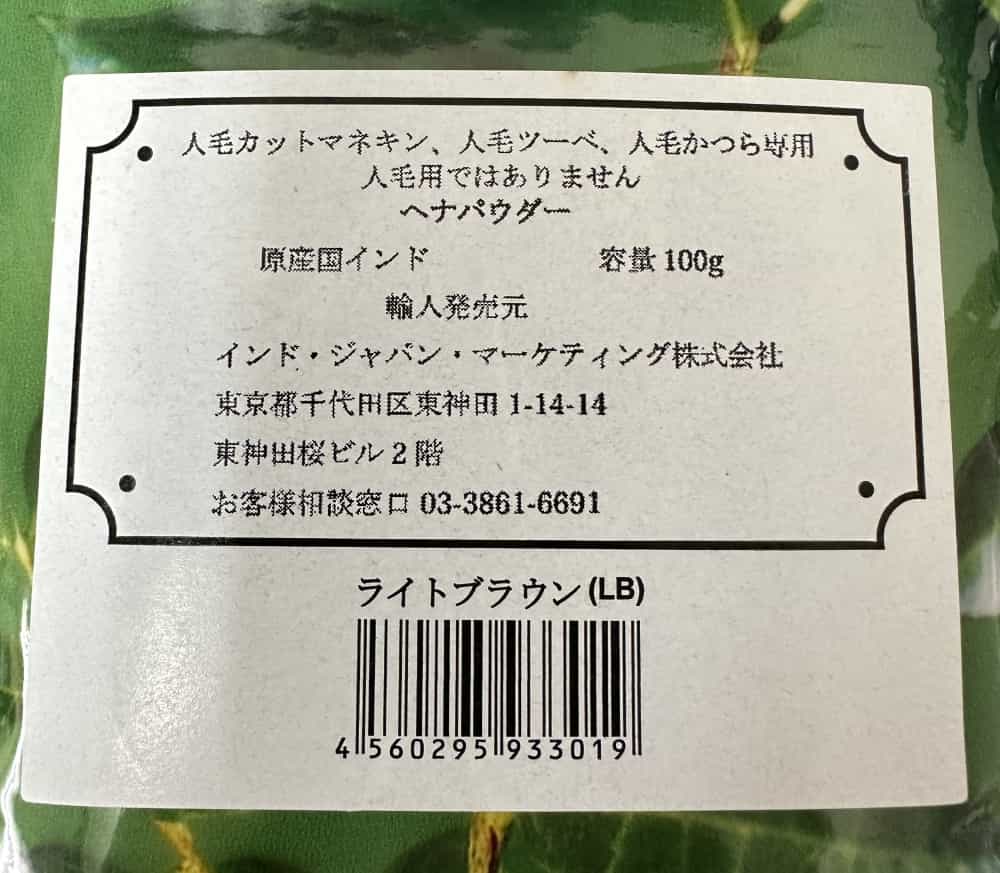 人毛カットマネキン、人毛ツーベ、人毛かつら専用
人毛用ではありません
ヘナパウダー
原産国インド 容量 100g
輸入発売元
インド・ジャパン・マーケティング株式会社
東京都千代田区東神田 1-14-14
東神田桜ビル 2 階
お客様相談窓口 03-3861-6691
ライトブラウン(LB)
4 560295 933019